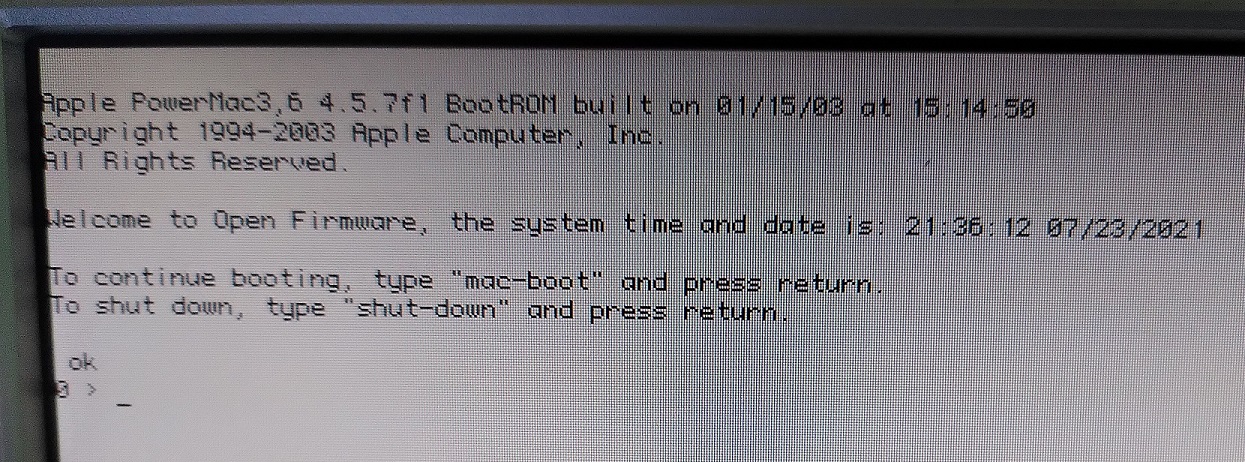 Apple PowerMac3,6 4.5.7f1 BootROM built on 01/15/03 at 15:14:50
Copyright 1994-2003 Apple Computer, Inc.
All Rights Reserved.
Welcome to Open Firmware, the system time and date is: 21:36:12 07/23/2021
To continue booting, type "mac-boot" and press return.
To shut down, type "shut-down" and press return.
ok
0 > _